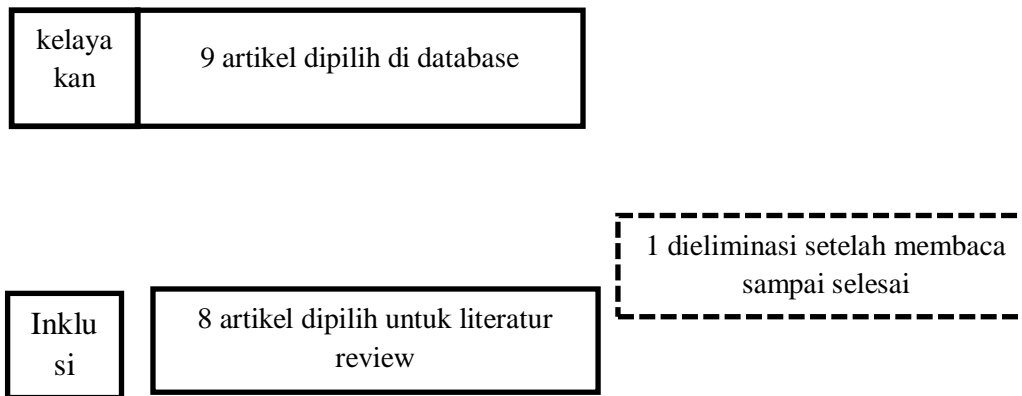 kelaya
kan
9 artikel dipilih di database
1 dieliminasi setelah membaca
sampai selesai
Inklu
si
8 artikel dipilih untuk literatur
review